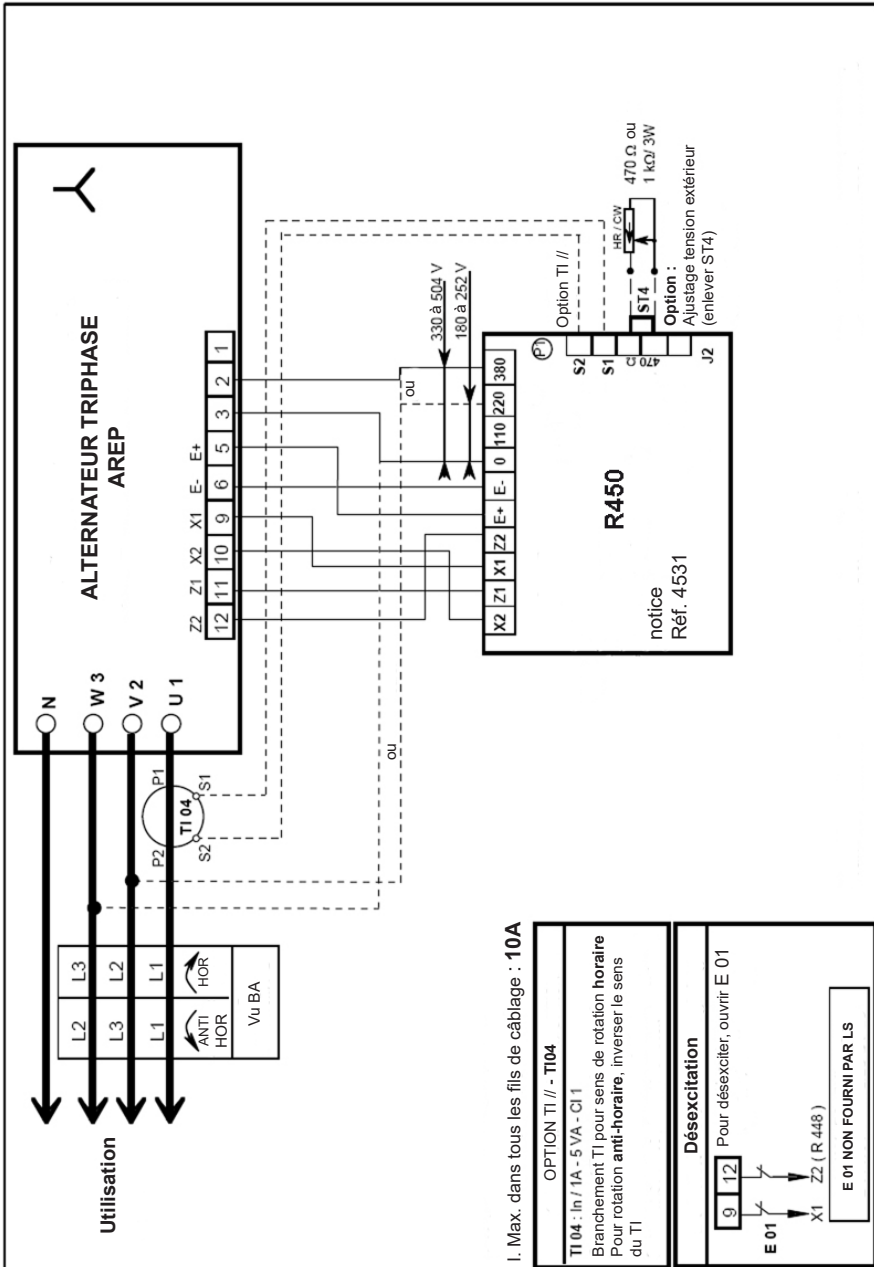 ALTERNATEUR TRIPHASE
AREP
N
W 3
V 2
U 1
Z2 Z1 X2 X1 E- E+
12 11 10 9 6 5 3 2 1
P2 P1
TI 04
S2 S1
L2 L3
L3 L2
L1 L1
ANTI HOR
HOR
Vu BA
Utilisation
ou
ou
330 à 504 V
180 à 252 V
X2 Z1 X1 Z2 E+ E- 0 110 220 380
R450
notice
Réf. 4531
P1
Option TI //
S2
S1
470 Ω
J2
ST4
HR / CW
470 Ω ou
1 kΩ/ 3W
Option :
Ajustage tension extérieur
(enlever ST4)
I. Max. dans tous les fils de câblage : 10A
OPTION TI // - TI04
TI 04 : In / 1A - 5 VA - Cl 1
Branchement TI pour sens de rotation horaire
Pour rotation anti-horaire, inverser le sens
du TI
Désexcitation
9 12 Pour désexciter, ouvrir E 01
E 01
X1 Z2 ( R 448 )
E 01 NON FOURNI PAR LS